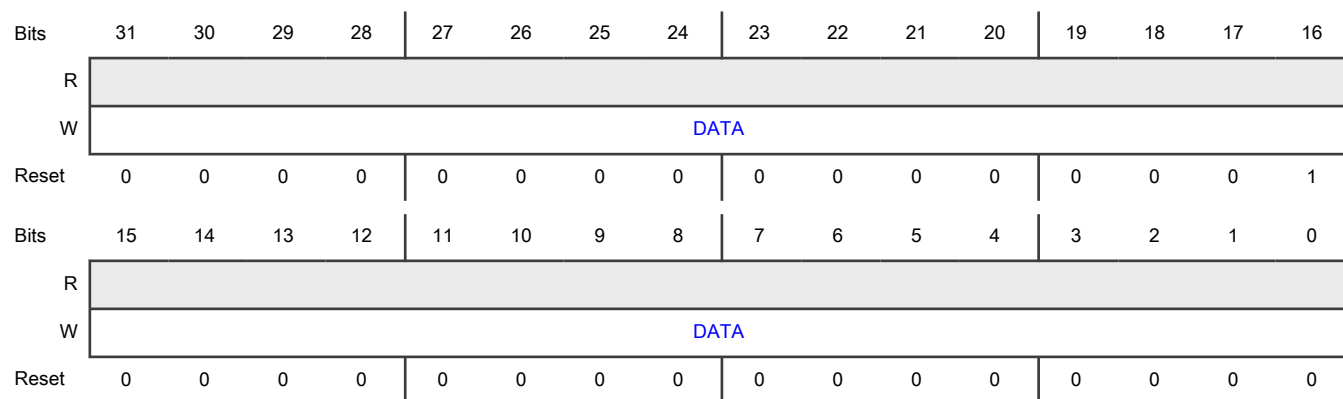 Bits 31 30 29 28 27 26 25 24 23 22 21 20 19 18 17 16
R
W DATA
Reset 0 0 0 0 0 0 0 0 0 0 0 0 0 0 0 1
Bits 15 14 13 12 11 10 9 8 7 6 5 4 3 2 1 0
R
W DATA
Reset 0 0 0 0 0 0 0 0 0 0 0 0 0 0 0 0